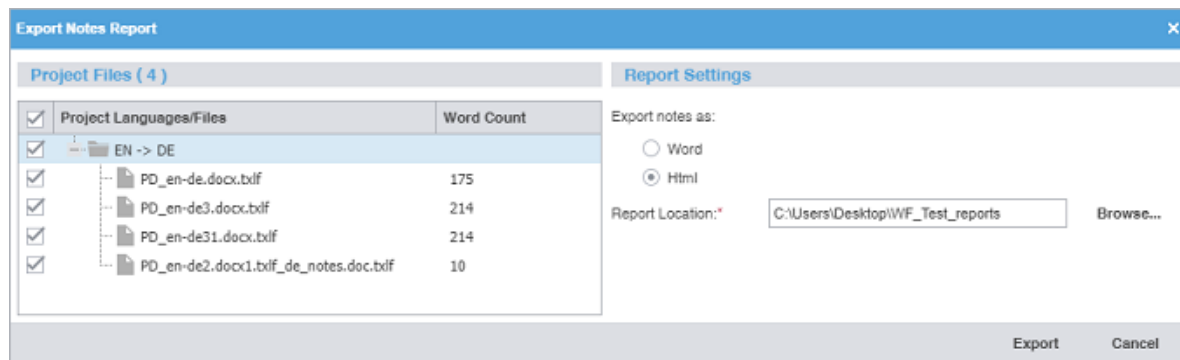 Export Notes Report
Project Files ( 4 )
Project Languages/Files Word Count
EN -> DE
PD_en-de.docx.txlf 175
PD_en-de3.docx.txlf 214
PD_en-de31.docx.txlf 214
PD_en-de2.docx1.txlf_de_notes.doc.txlf 10
Report Settings
Export notes as:
Word
Html
Report Location:* C:\Users\Desktop\WF_Test_reports Browse...
Export Cancel